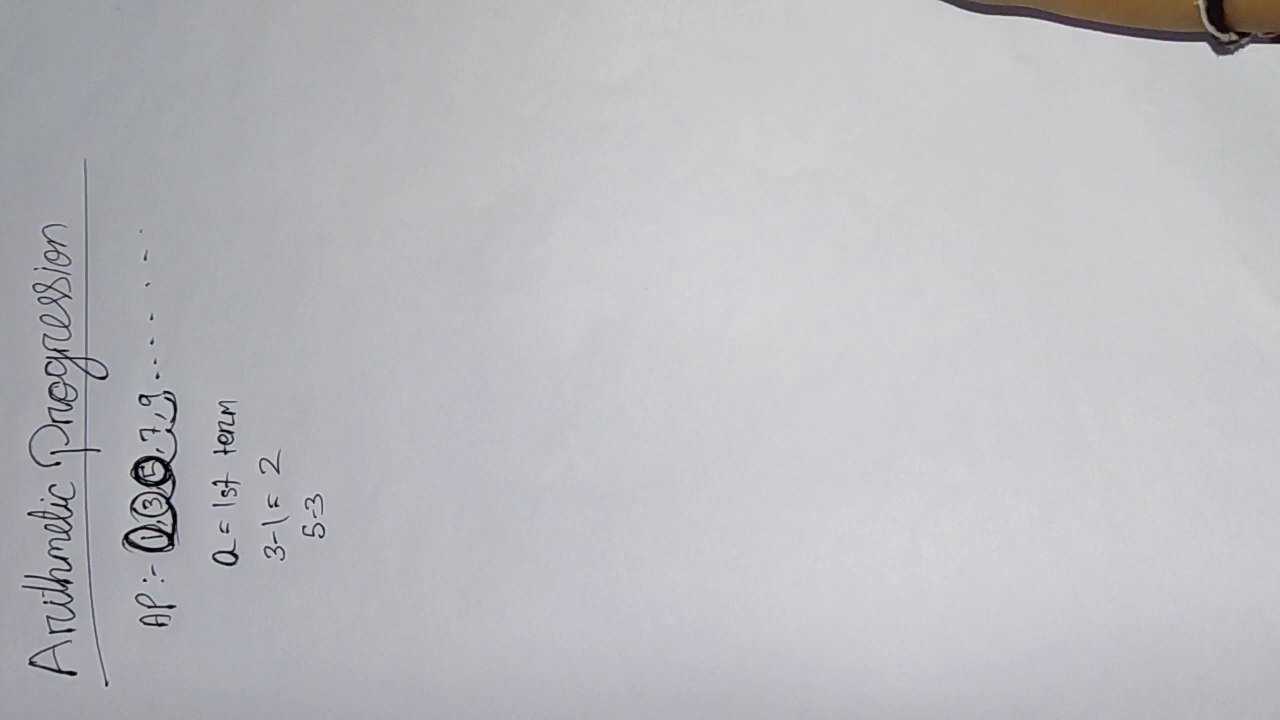 Arithmetic Progression
AP :- 1, 3, 5, 7, 9, . . . . . . - .
a = 1st term
3-1 = 2
5-3